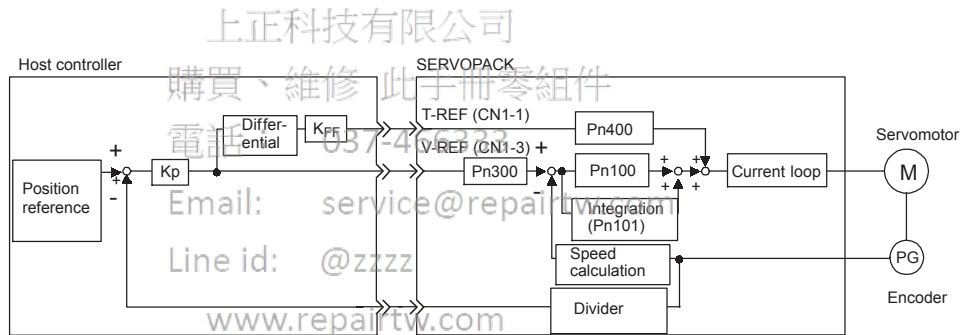 上正科技有限公司
Host controller
SERVOPACK
購買、維修 此手冊零組件
T-REF (CN1-1)
Differ-
ential
KFF
Pn400
Servomotor
電話: 037-466333
V-REF (CN1-3)
+
+
+
-
Kp
Pn300
+
-
Pn100
+
+
+
+
Current loop
M
Position
reference
Email: service@repairtw.com
Integration
(Pn101)
Line id: @zzzz
Speed
calculation
PG
Encoder
Divider
www.repairtw.com